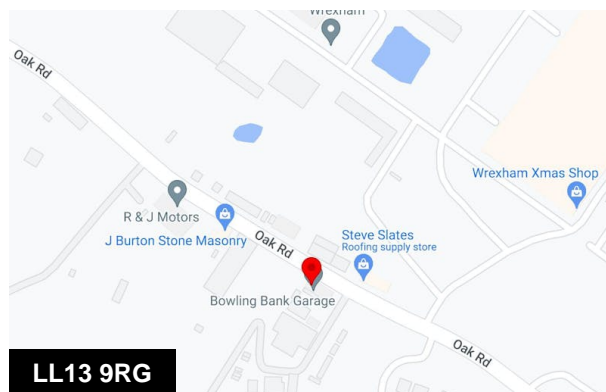 Wrexham
Oak Rd
Wrexham Xmas Shop
R & J Motors
J Burton Stone Masonry
Oak Rd
Steve Slates
Roofing supply store
Bowling Bank Garage
Oak Rd
LL13 9RG